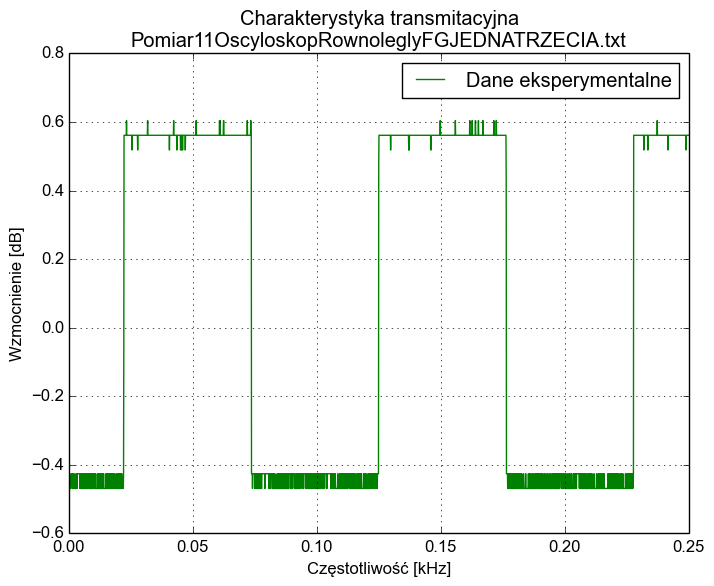 Charakterystyka transmitacyjna
Pomiar11OscyloskopRownoleglyFGJEDNATRZECIA.txt
Dane eksperymentalne
Wzmocnienie [dB]
0.8
0.6
0.4
0.2
0.0
−0.2
−0.4
−0.6
0.00 0.05 0.10 0.15 0.20 0.25
Częstotliwość [kHz]